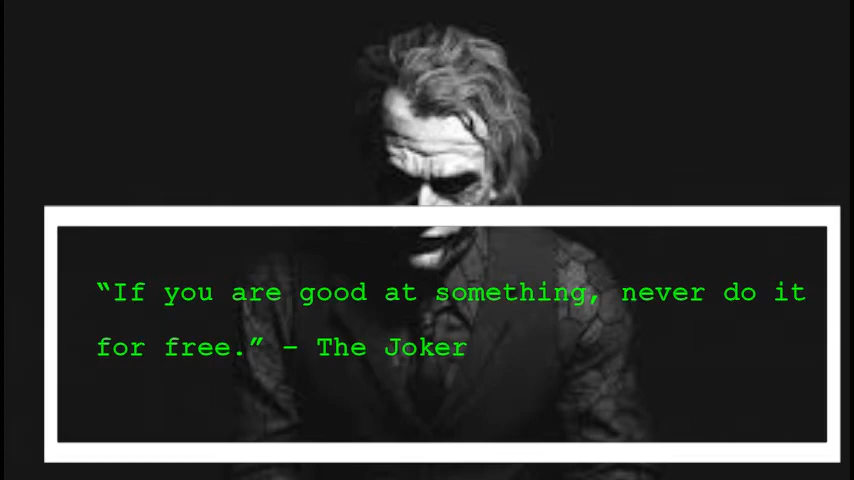 “If you are good at something, never do it
for free.” – The Joker